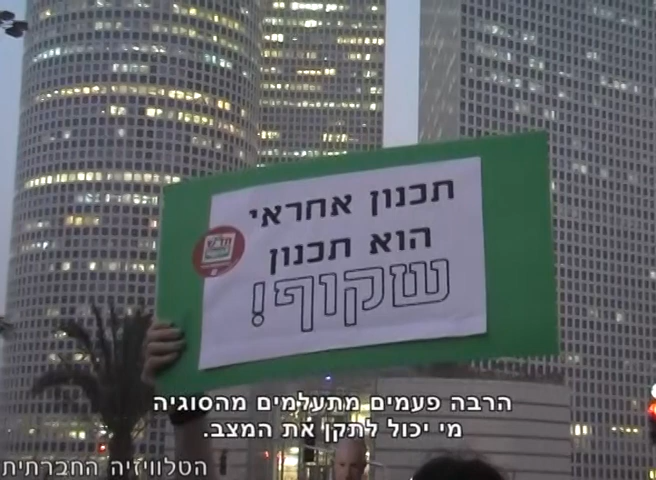 תכנון אחראי
הוא תכנון
שקוף!
הרבה פעמים מתעלמים מהסוגיה
מי יכול לתקן את המצב.
הטלוויזיה החברתית